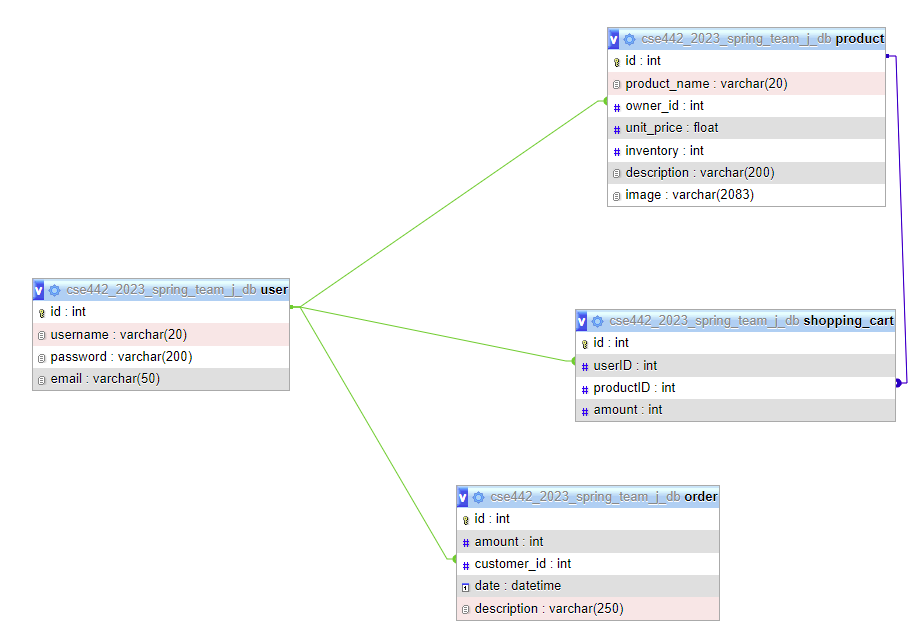 v cse442_2023_spring_team_j_db product
id : int
product_name : varchar(20)
# owner_id : int
# unit_price : float
# inventory : int
description : varchar(200)
image : varchar(2083)
v cse442_2023_spring_team_j_db user
id : int
username : varchar(20)
password : varchar(200)
email : varchar(50)
v cse442_2023_spring_team_j_db shopping_cart
id : int
# userID : int
# productID : int
# amount : int
v cse442_2023_spring_team_j_db order
id : int
# amount : int
# customer_id : int
date : datetime
description : varchar(250)